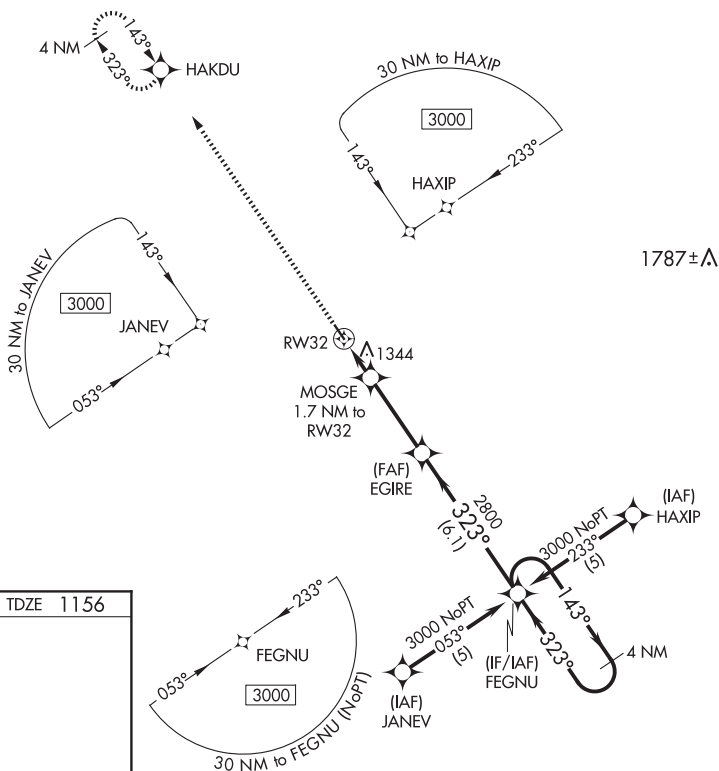 4 NM
143°
323°
HAKDU
30 NM to HAXIP
3000
143°
233°
HAXIP
1787±
30 NM to JANEV
143°
3000
JANEV
053°
RW32
1344
MOSGE
1.7 NM to
RW32
(FAF)
EGIRE
2800
323°
(6.1)
(IAF)
HAXIP
3000 NoPT
233°
(5)
143°
323°
4 NM
3000 NoPT
053°
(5)
(IF/IAF)
FEGNU
(IAF)
JANEV
TDZE 1156
233°
FEGNU
053°
3000
30 NM to FEGNU (NoPT)